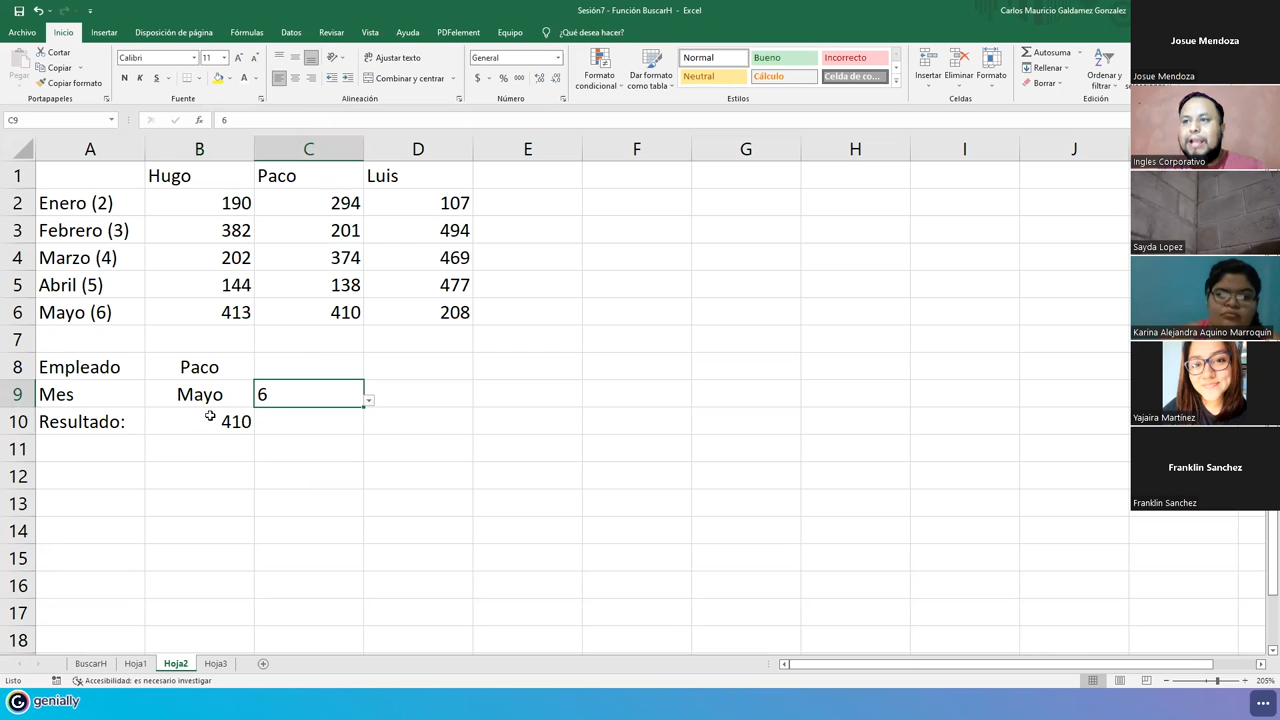 Sesión7 - Función BuscarH - Excel
Carlos Mauricio Galdamez Gonzalez
Archivo Inicio Insertar Disposición de página Fórmulas Datos Revisar Vista Ayuda PDFelement Equipo ¿Qué desea hacer?
Pegar
Cortar
Copiar
Copiar formato
Portapapeles
Calibri 11
N K S
Fuente
Ajustar texto
Combinar y centrar
Alineación
General
$ % 000
Número
Formato condicional
Dar formato como tabla
Normal Bueno Incorrecto
Neutral Cálculo Celda de co...
Estilos
Insertar Eliminar Formato
Celdas
Autosuma
Rellenar
Borrar
Ordenar y filtrar
Edición
C9 fx 6
A B C D E F G H I J
1 Hugo Paco Luis
2 Enero (2) 190 294 107
3 Febrero (3) 382 201 494
4 Marzo (4) 202 374 469
5 Abril (5) 144 138 477
6 Mayo (6) 413 410 208
7
8 Empleado Paco
9 Mes Mayo 6
10 Resultado: 410
11
12
13
14
15
16
17
18
BuscarH Hoja1 Hoja2 Hoja3
Listo Accesibilidad: es necesario investigar 205%
genially
Josue Mendoza
Josue Mendoza
Ingles Corporativo
Sayda Lopez
Karina Alejandra Aquino Marroquín
Yajaira Martínez
Franklin Sanchez
Franklin Sanchez